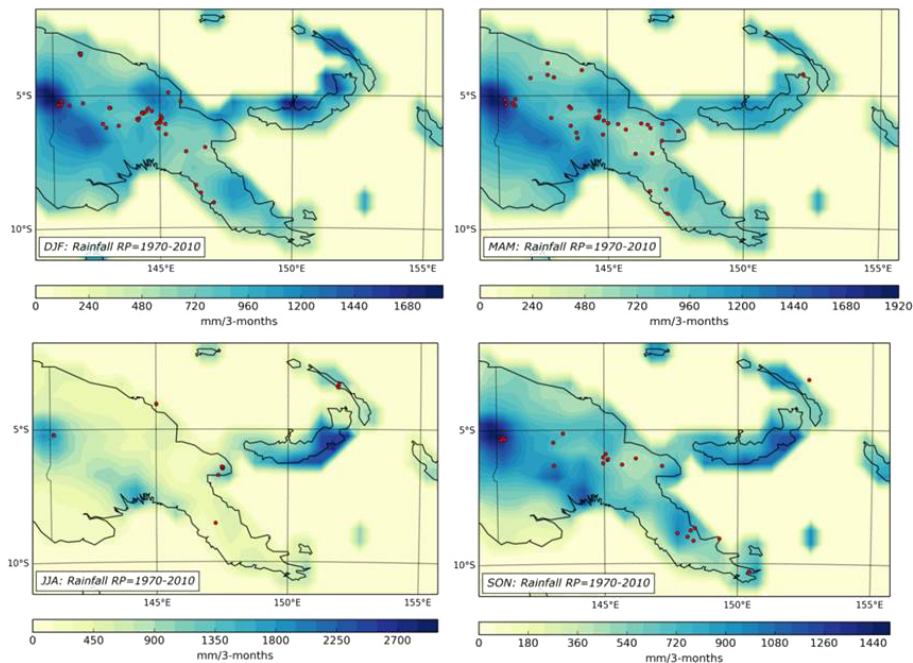 5°S
10°S
DJF: Rainfall RP=1970-2010
145°E 150°E 155°E
0 240 480 720 960 1200 1440 1680
mm/3-months
5°S
10°S
MAM: Rainfall RP=1970-2010
145°E 150°E 155°E
0 240 480 720 960 1200 1440 1680 1920
mm/3-months
5°S
10°S
JJA: Rainfall RP=1970-2010
145°E 150°E 155°E
0 450 900 1350 1800 2250 2700
mm/3-months
5°S
10°S
SON: Rainfall RP=1970-2010
145°E 150°E 155°E
0 180 360 540 720 900 1080 1260 1440
mm/3-months